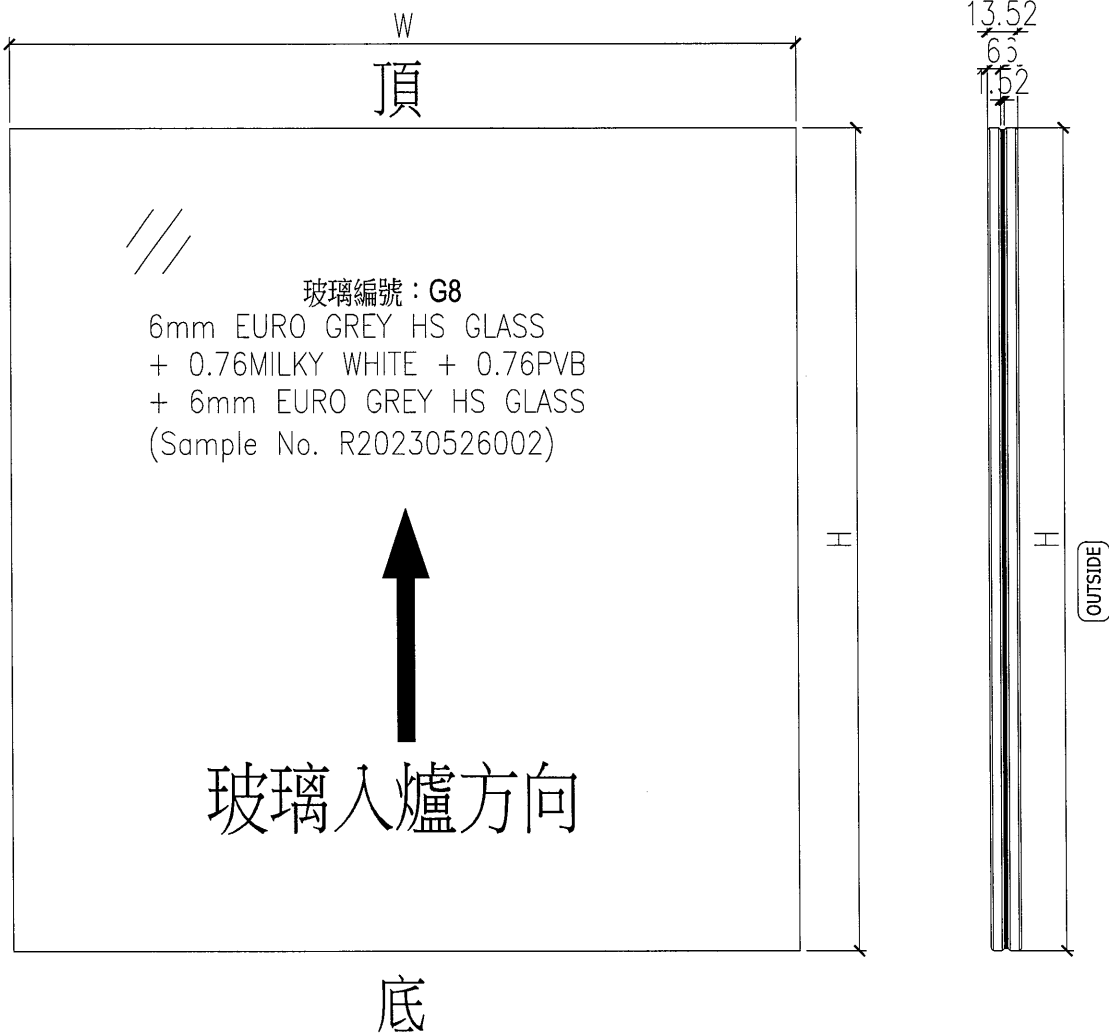 W
頂
玻璃編號：G8
6mm EURO GREY HS GLASS
+ 0.76MILKY WHITE + 0.76PVB
+ 6mm EURO GREY HS GLASS
(Sample No. R20230526002)
玻璃入爐方向
底
H
13.52
6
6
1.52
H
OUTSIDE